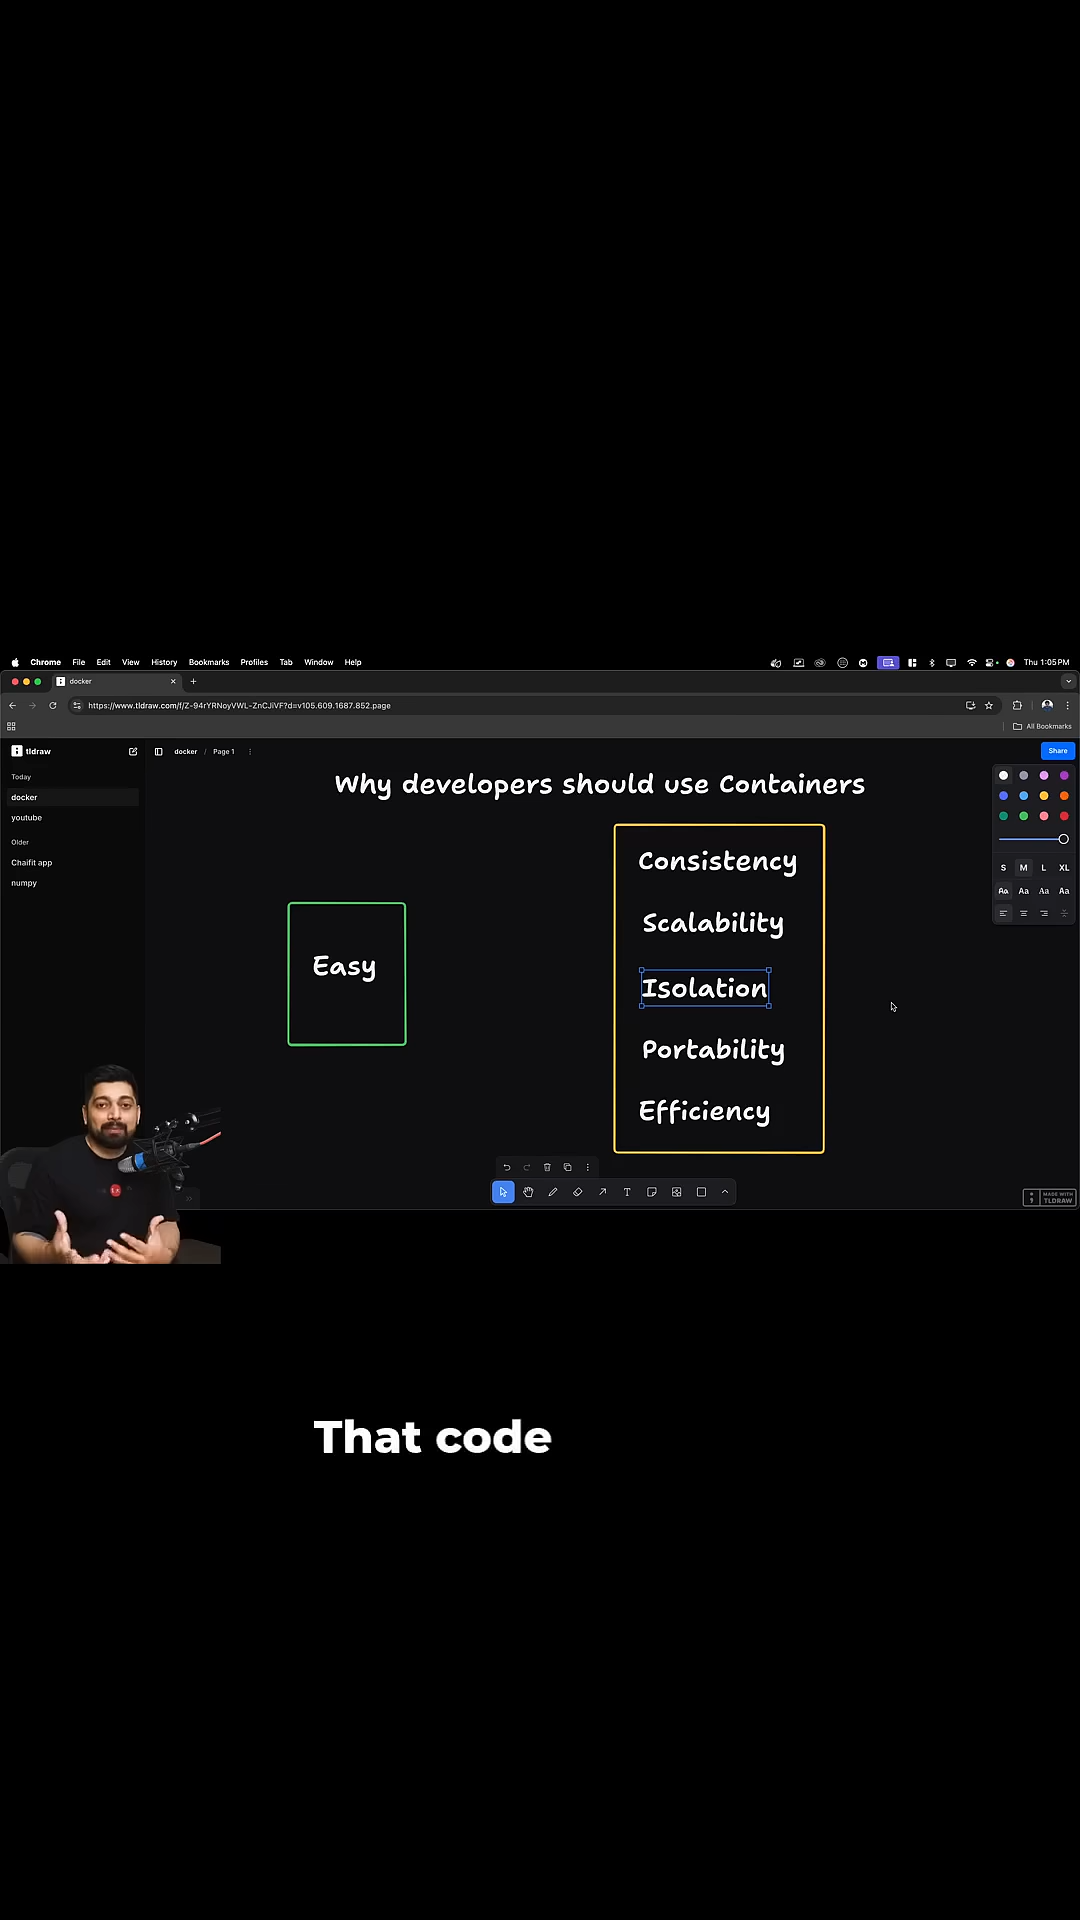 Chrome File Edit View History Bookmarks Profiles Tab Window Help Thu 1:05 PM
docker
https://www.tldraw.com/f/Z-94rYRNoyVWL-ZnCJiVF?d=v105.609.1687.852.page
All Bookmarks
tldraw
docker / Page 1
Share
Today
docker
youtube
Older
Chaifit app
numpy
Why developers should use Containers
Easy
Consistency
Scalability
Isolation
Portability
Efficiency
S M L XL
Aa Aa Aa Aa
T
MADE WITH
TLDRAW
That code